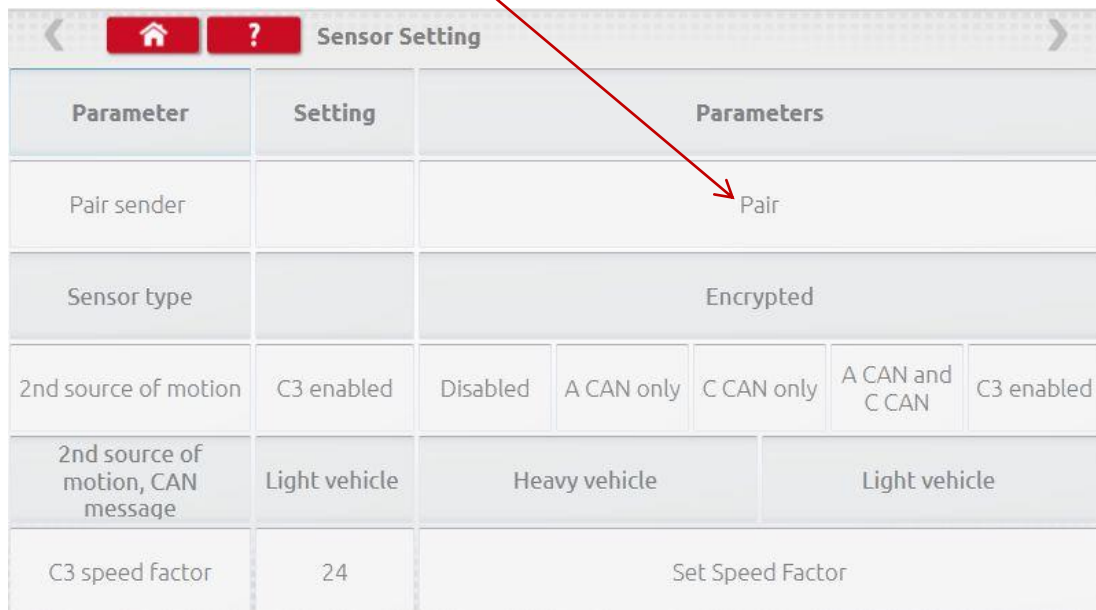 ? Sensor Setting
Parameter Setting Parameters
Pair sender Pair
Sensor type Encrypted
2nd source of motion C3 enabled Disabled A CAN only C CAN only A CAN and C CAN C3 enabled
2nd source of motion, CAN message Light vehicle Heavy vehicle Light vehicle
C3 speed factor 24 Set Speed Factor